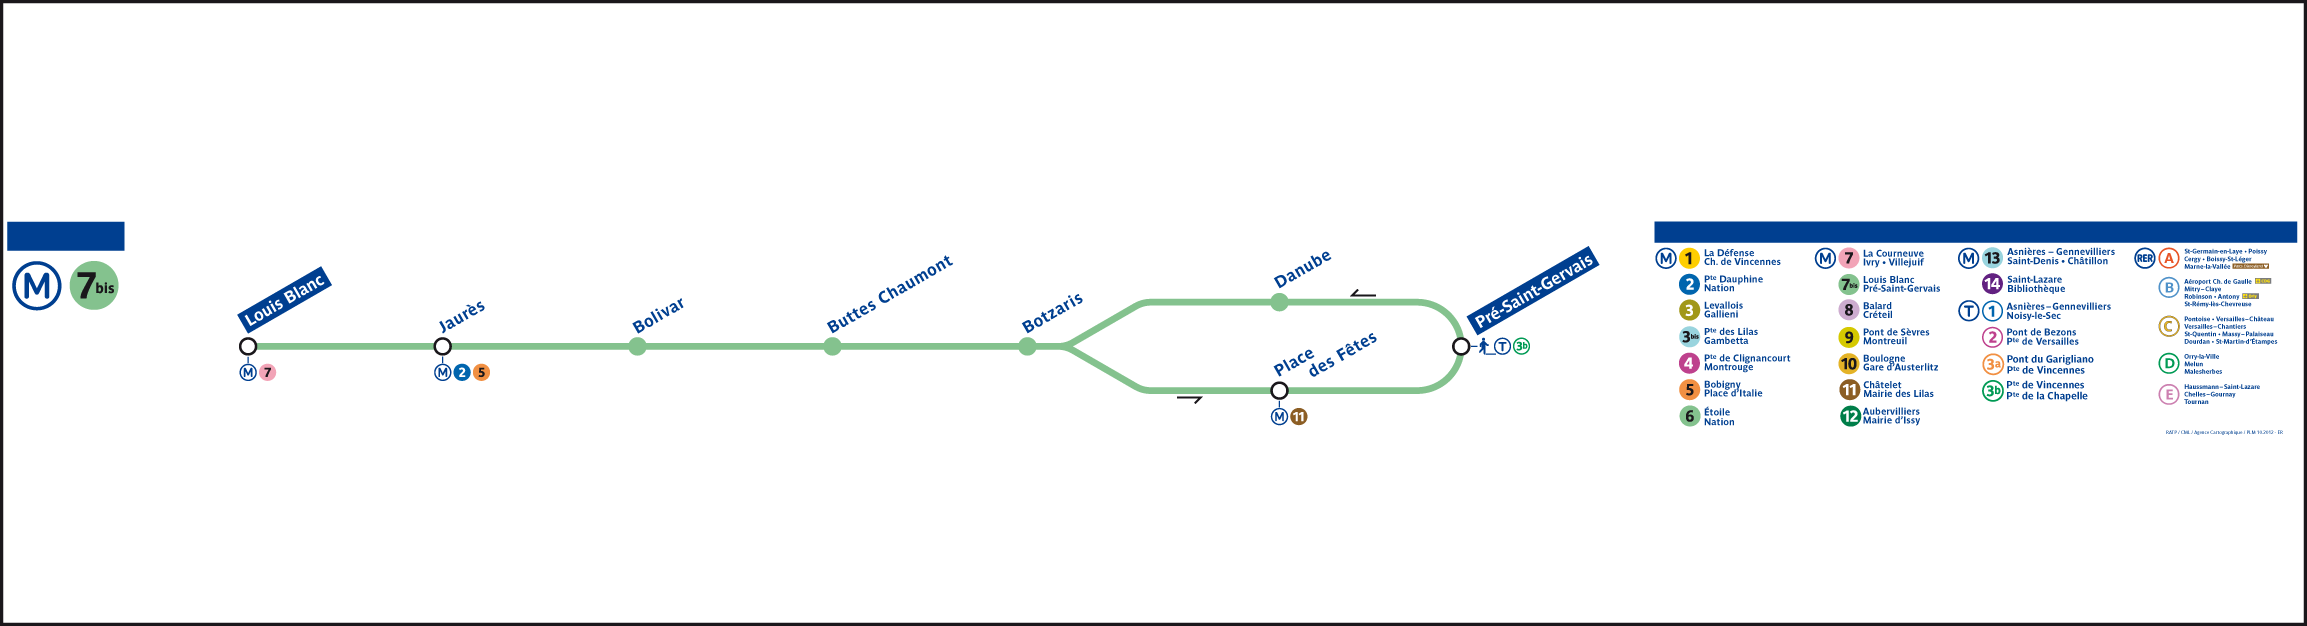 M 7bis
Louis Blanc
M 7
Jaurès
M 2 5
Bolivar
Buttes Chaumont
Botzaris
Danube
Place
des Fêtes
M 11
Pré-Saint-Gervais
T 3b
M 1 La Défense
Ch. de Vincennes
2 Pte Dauphine
Nation
3 Levallois
Gallieni
3bis Pte des Lilas
Gambetta
4 Pte de Clignancourt
Montrouge
5 Bobigny
Place d'Italie
6 Étoile
Nation
M 7 La Courneuve
Ivry • Villejuif
7bis Louis Blanc
Pré-Saint-Gervais
8 Balard
Créteil
9 Pont de Sèvres
Montreuil
10 Boulogne
Gare d'Austerlitz
11 Châtelet
Mairie des Lilas
12 Aubervilliers
Mairie d'Issy
M 13 Asnières – Gennevilliers
Saint-Denis • Châtillon
14 Saint-Lazare
Bibliothèque
T 1 Asnières – Gennevilliers
Noisy-le-Sec
2 Pont de Bezons
Pte de Versailles
3a Pont du Garigliano
Pte de Vincennes
3b Pte de Vincennes
Pte de la Chapelle
RER A St-Germain-en-Laye • Poissy
Cergy • Boissy-St-Léger
Marne-la-Vallée
B Aéroport Ch. de Gaulle
Mitry – Claye
Robinson • Antony
St-Rémy-lès-Chevreuse
C Pontoise • Versailles – Château
Versailles – Chantiers
St-Quentin • Massy – Palaiseau
Dourdan • St-Martin-d'Étampes
D Orry-la-Ville
Melun
Malesherbes
E Haussmann – Saint-Lazare
Chelles – Gournay
Tournan
RATP / CML / Agence Cartographique / PLM 10.2012 - ER